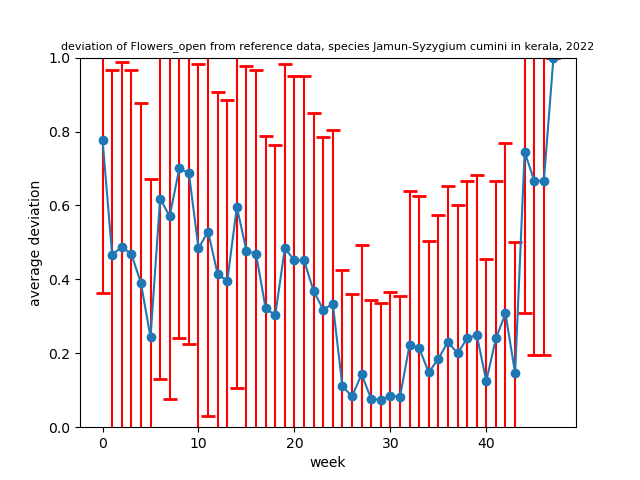 deviation of Flowers_open from reference data, species Jamun-Syzygium cumini in kerala, 2022
1.0
0.8
0.6
0.4
0.2
0.0
average deviation
0 10 20 30 40
week